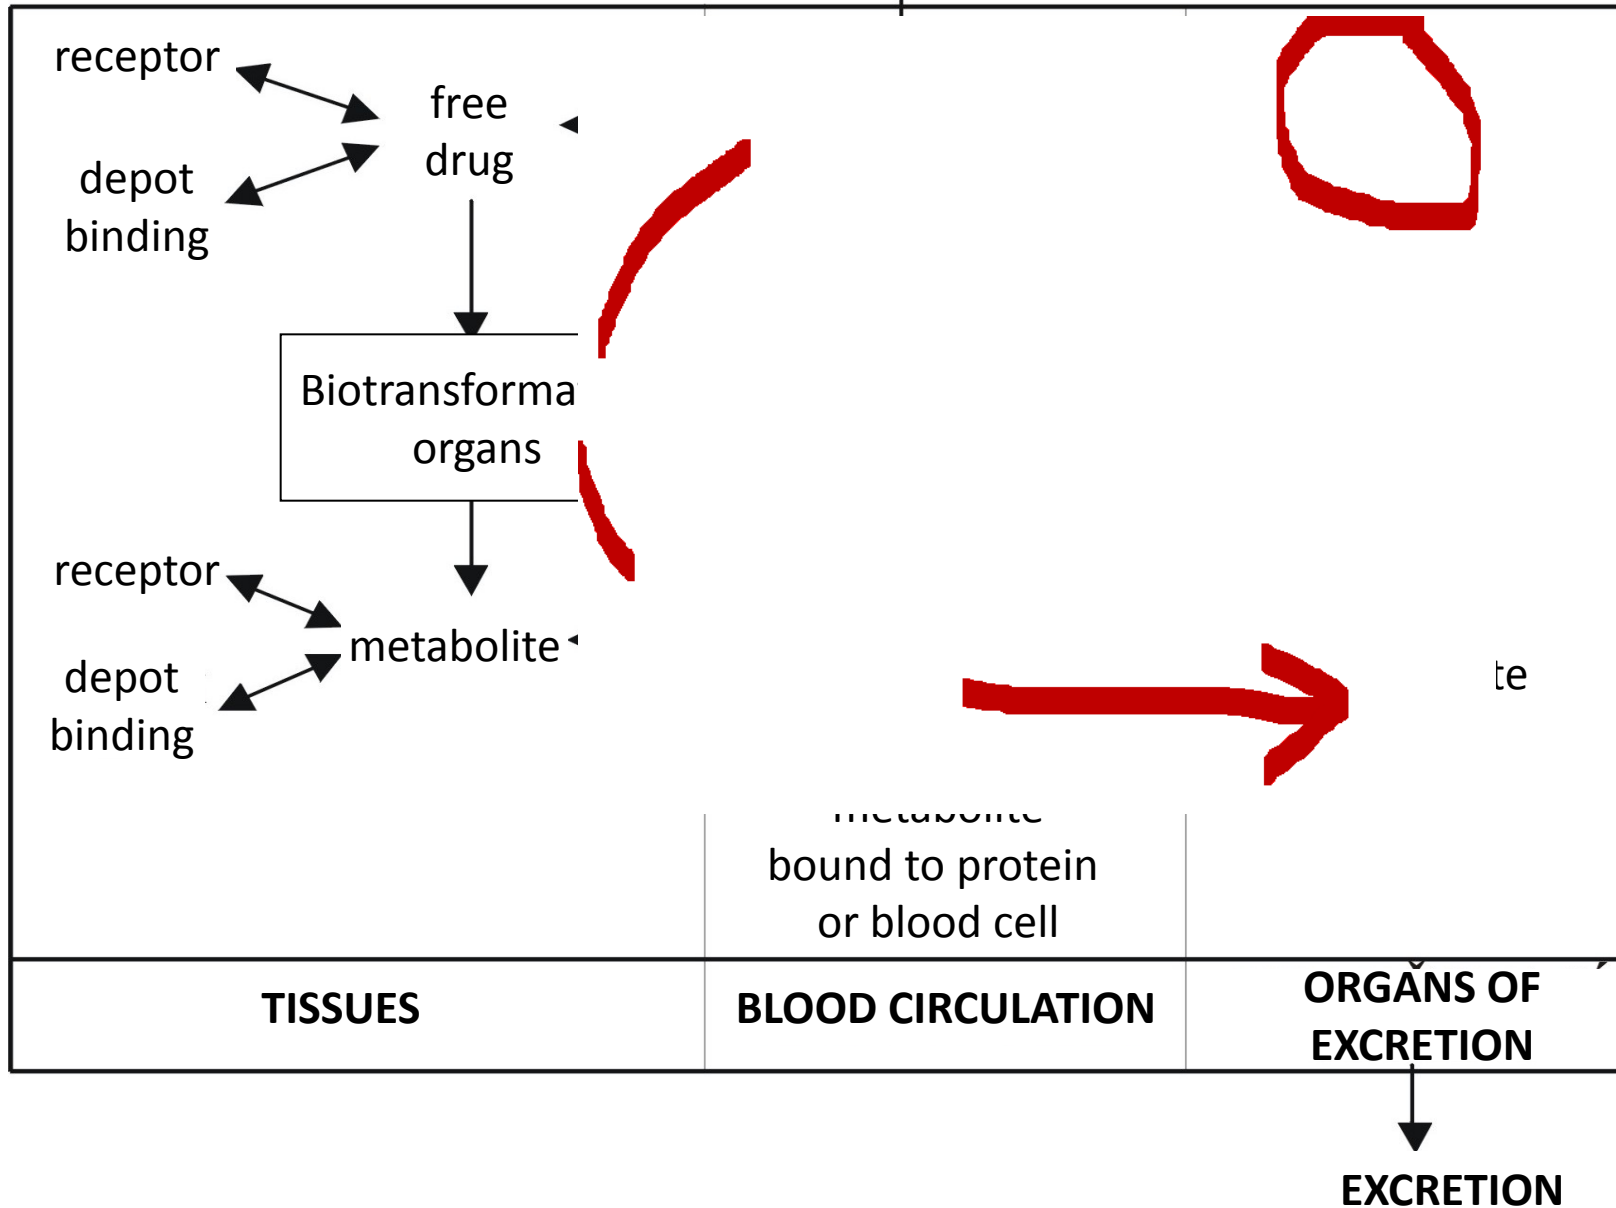 receptor
free
drug
depot
binding
Biotransforma
organs
receptor
metabolite
depot
binding
te
metabolite
bound to protein
or blood cell
TISSUES
BLOOD CIRCULATION
ORGANS OF
EXCRETION
EXCRETION